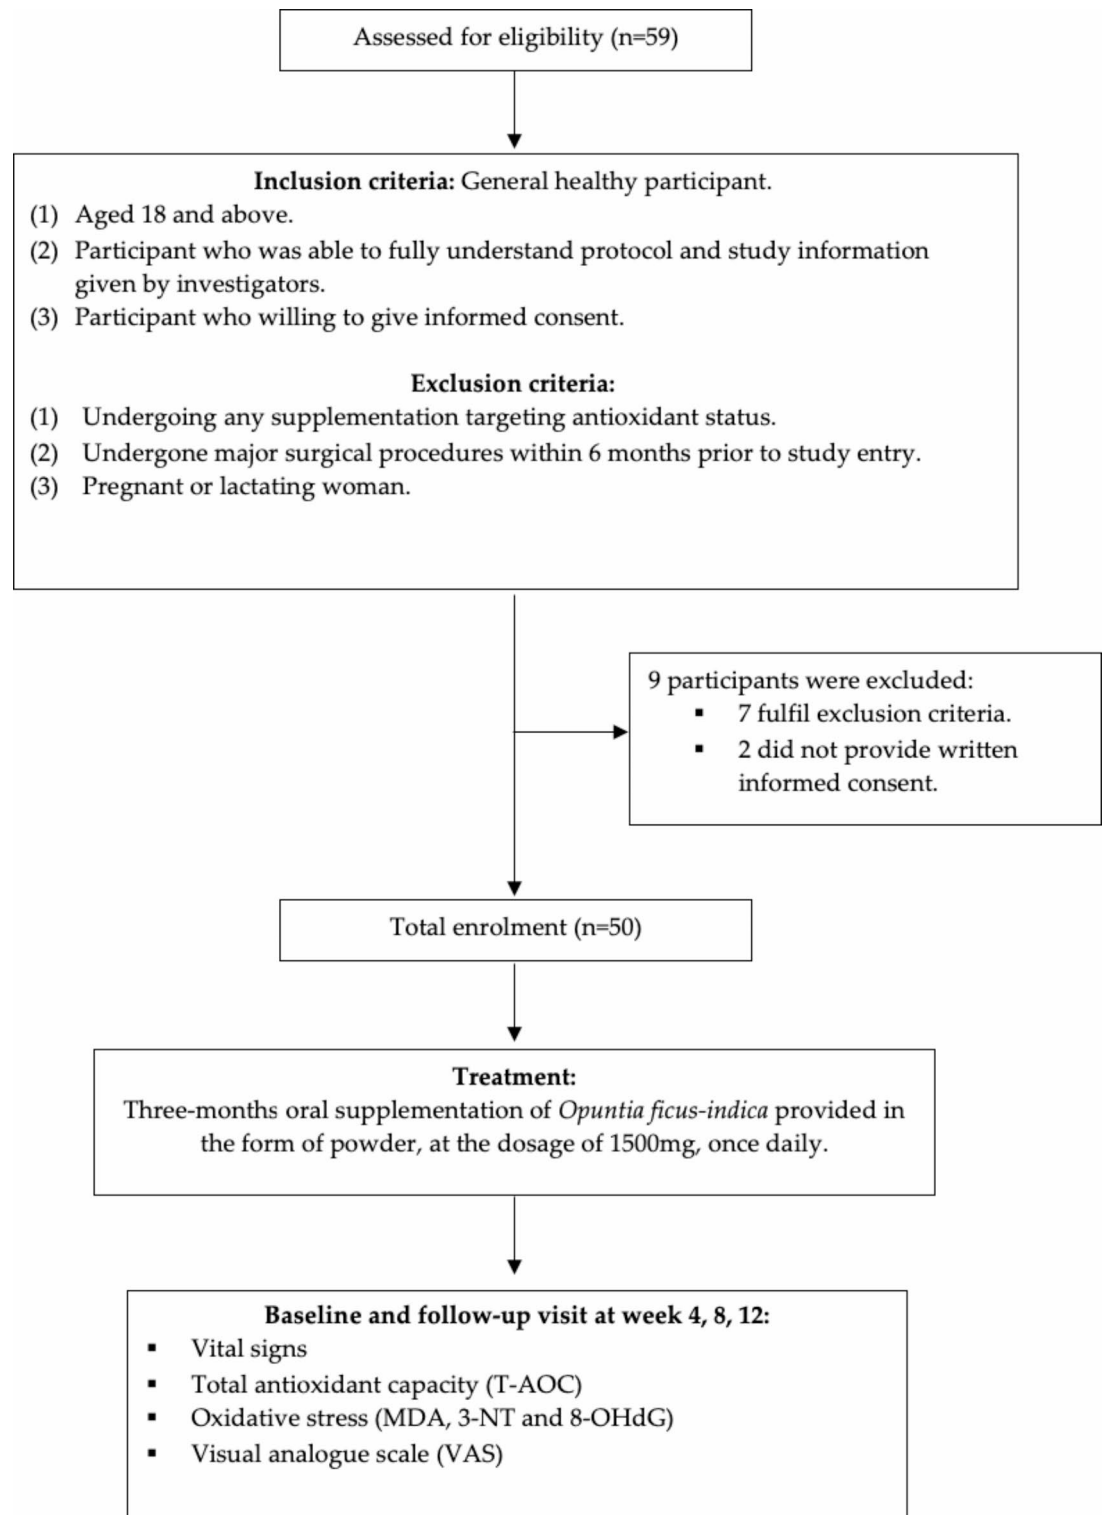 Assessed for eligibility (n=59)
Inclusion criteria: General healthy participant.
(1) Aged 18 and above.
(2) Participant who was able to fully understand protocol and study information
given by investigators.
(3) Participant who willing to give informed consent.
Exclusion criteria:
(1) Undergoing any supplementation targeting antioxidant status.
(2) Undergone major surgical procedures within 6 months prior to study entry.
(3) Pregnant or lactating woman.
9 participants were excluded:
▪ 7 fulfil exclusion criteria.
▪ 2 did not provide written
informed consent.
Total enrolment (n=50)
Treatment:
Three-months oral supplementation of Opuntia ficus-indica provided in
the form of powder, at the dosage of 1500mg, once daily.
Baseline and follow-up visit at week 4, 8, 12:
▪ Vital signs
▪ Total antioxidant capacity (T-AOC)
▪ Oxidative stress (MDA, 3-NT and 8-OHdG)
▪ Visual analogue scale (VAS)